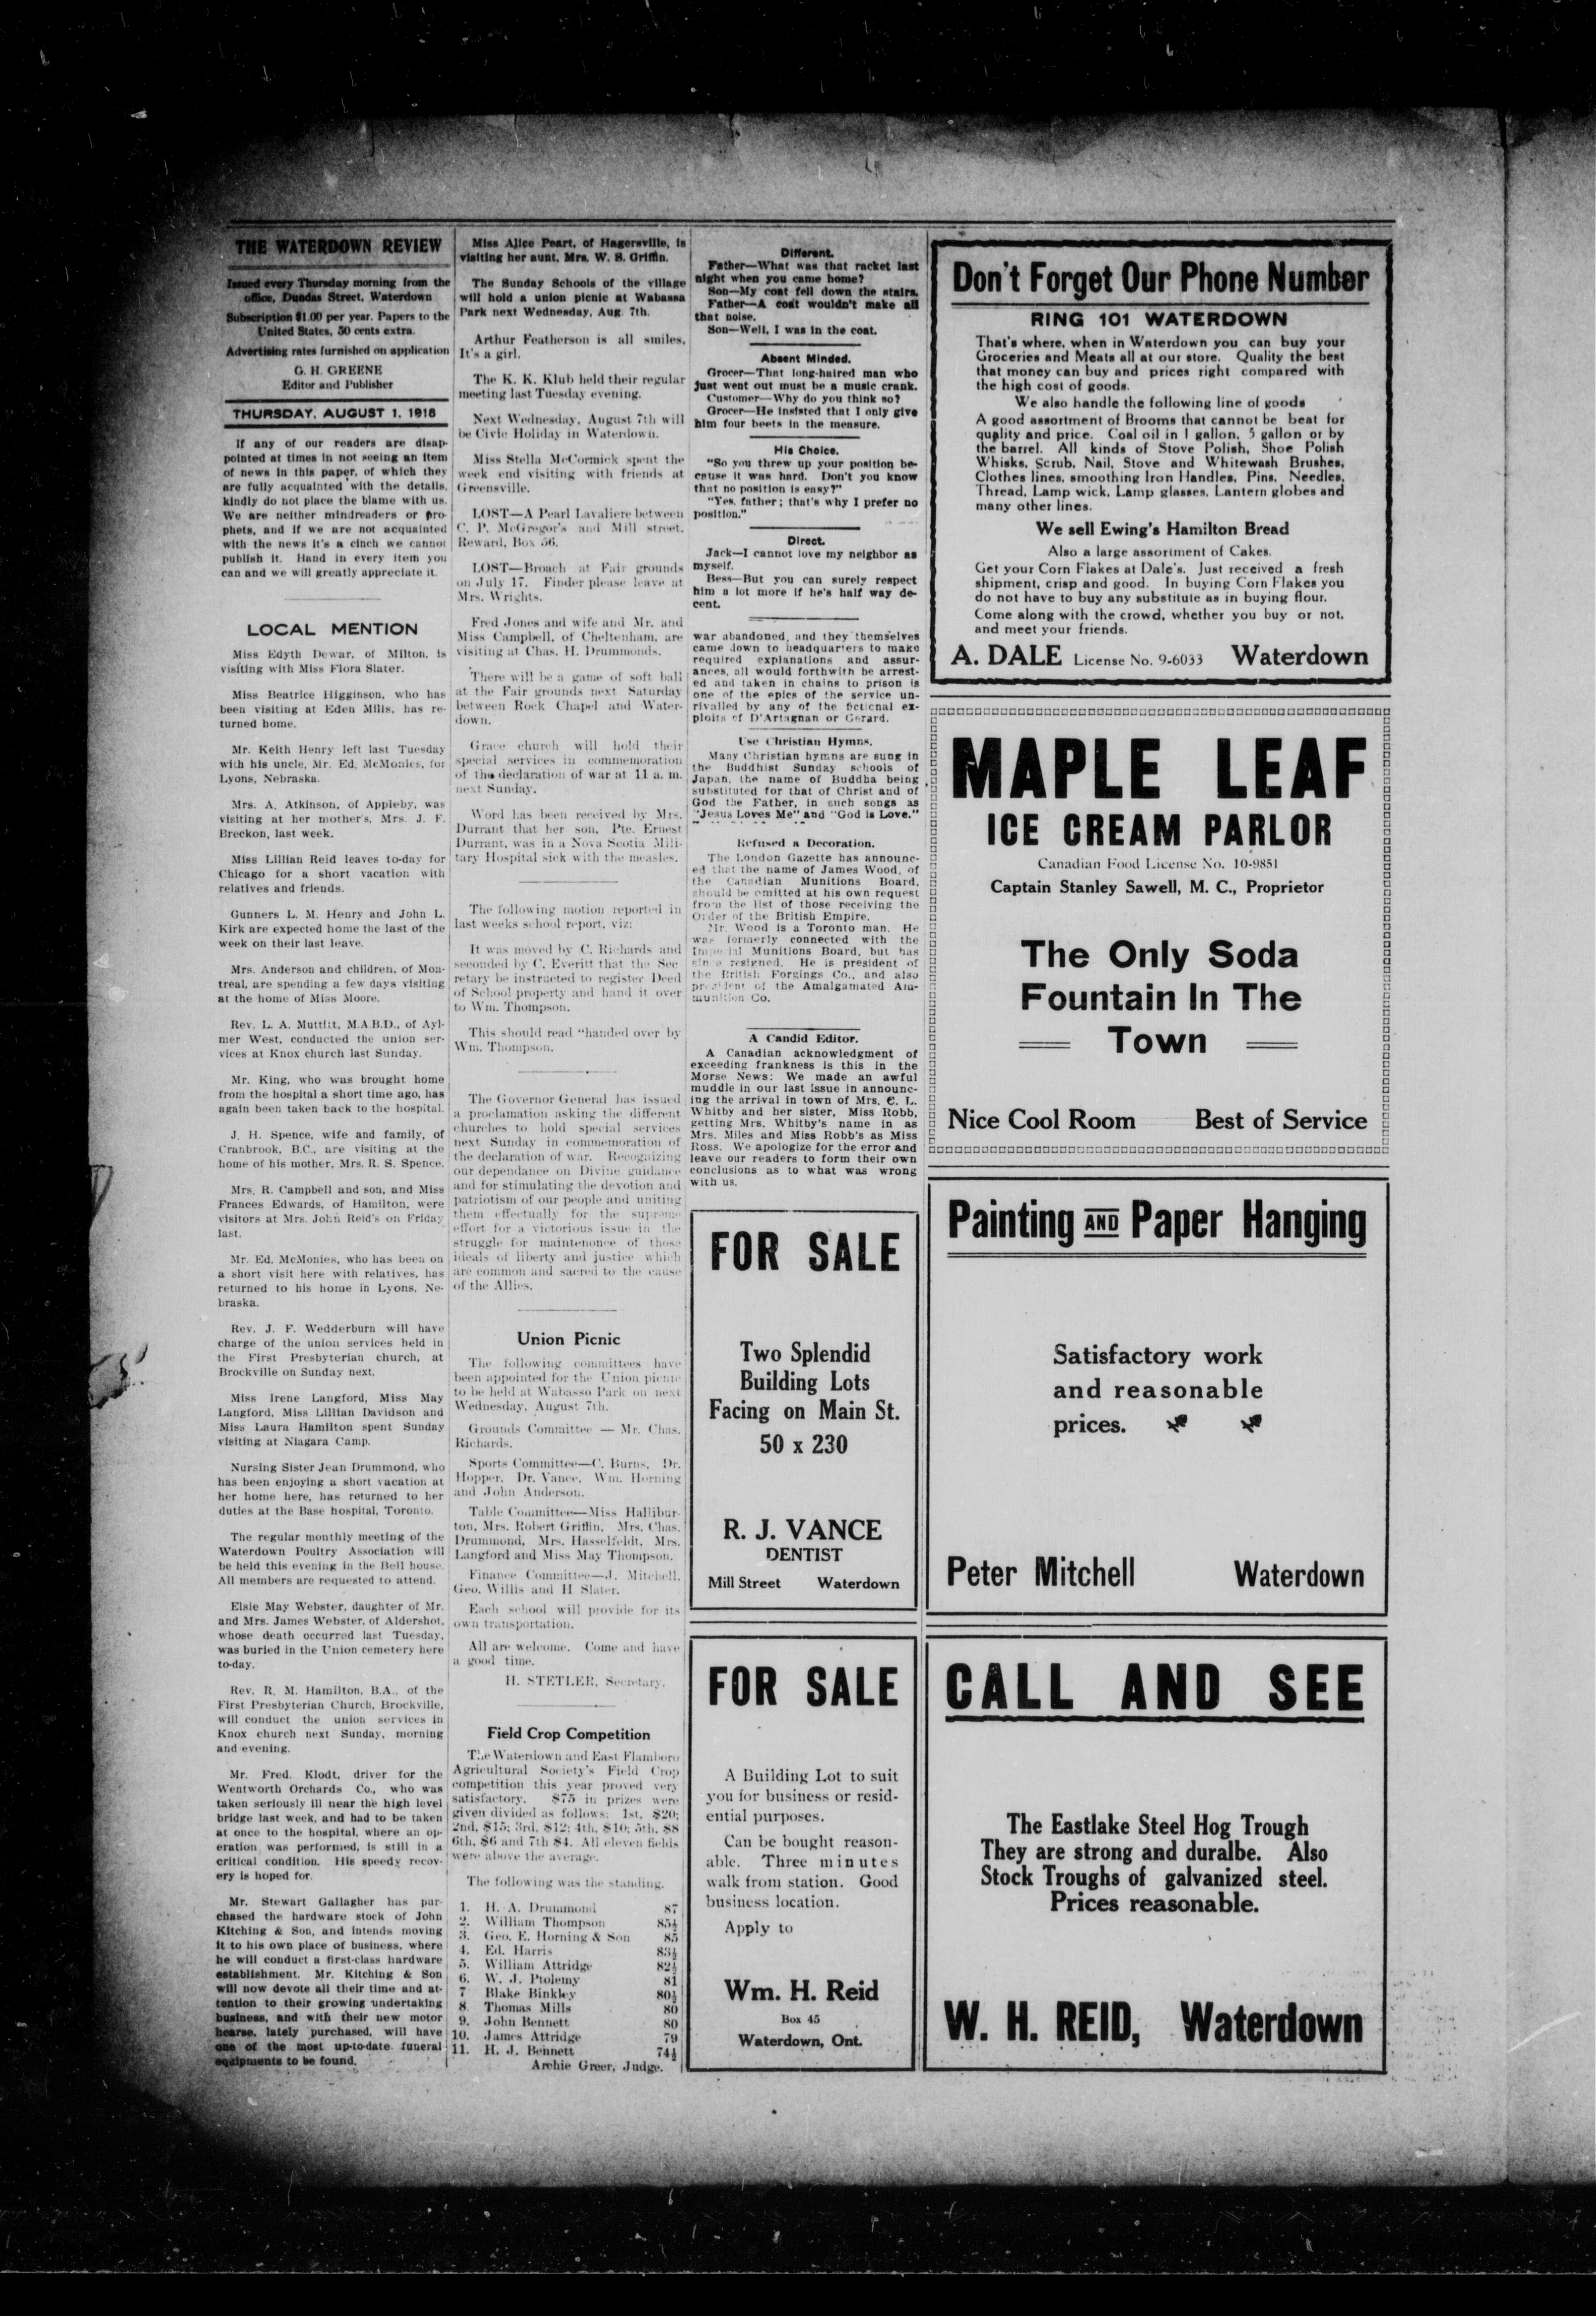 THE WATERDOWN REVIEW
Issued every Thursday morning from the
office, Dundas Street, Waterdown
Subscription $1.00 per year. Papers to the
United States, 50 cents extra.
Advertising rates furnished on application
G. H. GREENE
Editor and Publisher
THURSDAY, AUGUST 1, 1918
If any of our readers are disap-
pointed at times in not seeing an item
of news in this paper, of which they
are fully acquainted with the details,
kindly do not place the blame with us.
We are neither mindreaders or pro-
phets, and if we are not acquainted
with the news it's a cinch we cannot
publish it. Hand in every item you
can and we will greatly appreciate it.
LOCAL MENTION
Miss Edyth Dewar, of Milton, is
visiting with Miss Flora Slater.
Miss Beatrice Higginson, who has
been visiting at Eden Mills, has re-
turned home.
Mr. Keith Henry left last Tuesday
with his uncle, Mr. Ed. McMonies, for
Lyons, Nebraska.
Mrs. A. Atkinson, of Appleby, was
visiting at her mother's, Mrs. J. F.
Breckon, last week.
Miss Lillian Reid leaves to-day for
Chicago for a short vacation with
relatives and friends.
Gunners L. M. Henry and John L.
Kirk are expected home the last of the
week on their last leave.
Mrs. Anderson and children, of Mon-
treal, are spending a few days visiting
at the home of Miss Moore.
Rev. L. A. Muttitt, M.A.B.D., of Ayl-
mer West, conducted the union ser-
vices at Knox church last Sunday.
Mr. King, who was brought home
from the hospital a short time ago, has
again been taken back to the hospital.
J. H. Spence, wife and family, of
Cranbrook, B.C., are visiting at the
home of his mother, Mrs. R. S. Spence.
Mrs. R. Campbell and son, and Miss
Frances Edwards, of Hamilton, were
visitors at Mrs. John Reid's on Friday
last.
Mr. Ed. McMonies, who has been on
a short visit here with relatives, has
returned to his home in Lyons, Ne-
braska.
Rev. J. F. Wedderburn will have
charge of the union services held in
the First Presbyterian church, at
Brockville on Sunday next.
Miss Irene Langford, Miss May
Langford, Miss Lillian Davidson and
Miss Laura Hamilton spent Sunday
visiting at Niagara Camp.
Nursing Sister Jean Drummond, who
has been enjoying a short vacation at
her home here, has returned to her
duties at the Base hospital, Toronto.
The regular monthly meeting of the
Waterdown Poultry Association will
be held this evening in the Bell house.
All members are requested to attend.
Elsie May Webster, daughter of Mr.
and Mrs. James Webster, of Aldershot,
whose death occurred last Tuesday,
was buried in the Union cemetery here
to-day.
Rev. R. M. Hamilton, B.A., of the
First Presbyterian Church, Brockville,
will conduct the union services in
Knox church next Sunday, morning
and evening.
Mr. Fred. Klodt, driver for the
Wentworth Orchards Co., who was
taken seriously ill near the high level
bridge last week, and had to be taken
at once to the hospital, where an op-
eration was performed, is still in a
critical condition. His speedy recov-
ery is hoped for.
Mr. Stewart Gallagher has pur-
chased the hardware stock of John
Kitching & Son, and intends moving
it to his own place of business, where
he will conduct a first-class hardware
establishment. Mr. Kitching & Son
will now devote all their time and at-
tention to their growing undertaking
business, and with their new motor
hearse, lately purchased, will have
one of the most up-to-date funeral
equipments to be found.
Miss Alice Peart, of Hagersville, is
visiting her aunt, Mrs. W. S. Griffin.
The Sunday Schools of the village
will hold a union picnic at Wabassa
Park next Wednesday, Aug 7th.
Arthur Featherson is all smiles.
It's a girl.
The K. K. Klub held their regular
meeting last Tuesday evening.
Next Wednesday, August 7th will
be Civic Holiday in Waterdown.
Miss Stella McCormick spent the
week end visiting with friends at
Greensville.
LOST—A Pearl Lavaliere between
C. P. McGregor's and Mill street.
Reward, Box 56.
LOST—Broach at Fair grounds
on July 17. Finder please leave at
Mrs. Wrights.
Fred Jones and wife and Mr. and
Miss Campbell, of Cheltenham, are
visiting at Chas. H. Drummonds.
There will be a game of soft ball
at the Fair grounds next Saturday
between Rock Chapel and Water-
down.
Grace church will hold their
special services in commemoration
of the declaration of war at 11 a. m.
next Sunday.
Word has been received by Mrs.
Durrant that her son, Pte. Ernest
Durrant, was in a Nova Scotia Mili-
tary Hospital sick with the measles.
The following motion reported in
last weeks school report, viz:
It was moved by C. Richards and
seconded by C. Everitt that the Sec
retary be instructed to register Deed
of School property and hand it over
to Wm. Thompson.
This should read "handed over by
Wm. Thompson.
The Governor General has issued
a proclamation asking the different
churches to hold special services
next Sunday in commemoration of
the declaration of war. Recognizing
our dependance on Divine guidance
and for stimulating the devotion and
patriotism of our people and uniting
them effectually for the supreme
effort for a victorious issue in the
struggle for maintenonce of those
ideals of liberty and justice which
are common and sacred to the cause
of the Allies.
Union Picnic
The following committees have
been appointed for the Union picnic
to be held at Wabasso Park on next
Wednesday, August 7th.
Grounds Committee — Mr. Chas.
Richards.
Sports Committee—C. Burns, Dr.
Hopper, Dr. Vance, Wm. Horning
and John Anderson.
Table Committee—Miss Hallibur-
ton, Mrs. Robert Griffin, Mrs. Chas.
Drummond, Mrs. Hasselfeldt, Mrs.
Langford and Miss May Thompson.
Finance Committee—J. Mitchell,
Geo. Willis and H Slater.
Each school will provide for its
own transportation.
All are welcome. Come and have
a good time.
H. STETLER, Secretary.
Field Crop Competition
The Waterdown and East Flamboro
Agricultural Society's Field Crop
competition this year proved very
satisfactory. $75 in prizes were
given divided as follows: 1st, $20;
2nd, $15; 3rd, $12; 4th, $10; 5th, $8
6th, $6 and 7th $4. All eleven fields
were above the average.
The following was the standing.
1. H. A. Drummond 87
2. William Thompson 85½
3. Geo. E. Horning & Son 85
4. Ed. Harris 83½
5. William Attridge 82½
6. W. J. Ptolemy 81
7 Blake Binkley 80½
8 Thomas Mills 80
9. John Bennett 80
10. James Attridge 79
11. H. J. Bennett 74½
Archie Greer, Judge.
Different.
Father—What was that racket last
night when you came home?
Son—My coat fell down the stairs.
Father—A coat wouldn't make all
that noise.
Son—Well, I was in the coat.
Absent Minded.
Grocer—That long-haired man who
just went out must be a music crank.
Customer—Why do you think so?
Grocer—He insisted that I only give
him four beets in the measure.
His Choice.
"So you threw up your position be-
cause it was hard. Don't you know
that no position is easy?"
"Yes, father; that's why I prefer no
position."
Direct.
Jack—I cannot love my neighbor as
myself.
Bess—But you can surely respect
him a lot more if he's half way de-
cent.
war abandoned, and they themselves
came down to headquarters to make
required explanations and assur-
ances, all would forthwith be arrest-
ed and taken in chains to prison is
one of the epics of the service un-
rivalled by any of the fictional ex-
ploits of D'Artagnan or Gerard.
Use Christian Hymns.
Many Christian hymns are sung in
the Buddhist Sunday schools of
Japan, the name of Buddha being
substituted for that of Christ and of
God the Father, in such songs as
"Jesus Loves Me" and "God is Love."
Refused a Decoration.
The London Gazette has announc-
ed that the name of James Wood, of
the Canadian Munitions Board,
should be omitted at his own request
from the list of those receiving the
Order of the British Empire.
Mr. Wood is a Toronto man. He
was formerly connected with the
Imperial Munitions Board, but has
since resigned. He is president of
the British Forgings Co., and also
president of the Amalgamated Am-
munition Co.
A Candid Editor.
A Canadian acknowledgment of
exceeding frankness is this in the
Morse News: We made an awful
muddle in our last issue in announc-
ing the arrival in town of Mrs. C. L.
Whitby and her sister, Miss Robb,
getting Mrs. Whitby's name in as
Mrs. Miles and Miss Robb's as Miss
Ross. We apologize for the error and
leave our readers to form their own
conclusions as to what was wrong
with us.
FOR SALE
Two Splendid
Building Lots
Facing on Main St.
50 x 230
R. J. VANCE
DENTIST
Mill Street Waterdown
FOR SALE
A Building Lot to suit
you for business or resid-
ential purposes.
Can be bought reason-
able. Three minutes
walk from station. Good
business location.
Apply to
Wm. H. Reid
Box 45
Waterdown, Ont.
Don't Forget Our Phone Number
RING 101 WATERDOWN
That's where, when in Waterdown you can buy your
Groceries and Meats all at our store. Quality the best
that money can buy and prices right compared with
the high cost of goods.
We also handle the following line of goods
A good assortment of Brooms that cannot be beat for
quality and price. Coal oil in 1 gallon, 5 gallon or by
the barrel. All kinds of Stove Polish, Shoe Polish
Whisks, Scrub, Nail, Stove and Whitewash Brushes,
Clothes lines, smoothing Iron Handles, Pins, Needles,
Thread, Lamp wick, Lamp glasses, Lantern globes and
many other lines.
We sell Ewing's Hamilton Bread
Also a large assortment of Cakes.
Get your Corn Flakes at Dale's. Just received a fresh
shipment, crisp and good. In buying Corn Flakes you
do not have to buy any substitute as in buying flour.
Come along with the crowd, whether you buy or not,
and meet your friends.
A. DALE License No. 9-6033 Waterdown
MAPLE LEAF
ICE CREAM PARLOR
Canadian Food License No. 10-9851
Captain Stanley Sawell, M. C., Proprietor
The Only Soda
Fountain In The
Town
Nice Cool Room Best of Service
Painting AND Paper Hanging
Satisfactory work
and reasonable
prices.
Peter Mitchell Waterdown
CALL AND SEE
The Eastlake Steel Hog Trough
They are strong and duralbe. Also
Stock Troughs of galvanized steel.
Prices reasonable.
W. H. REID, Waterdown